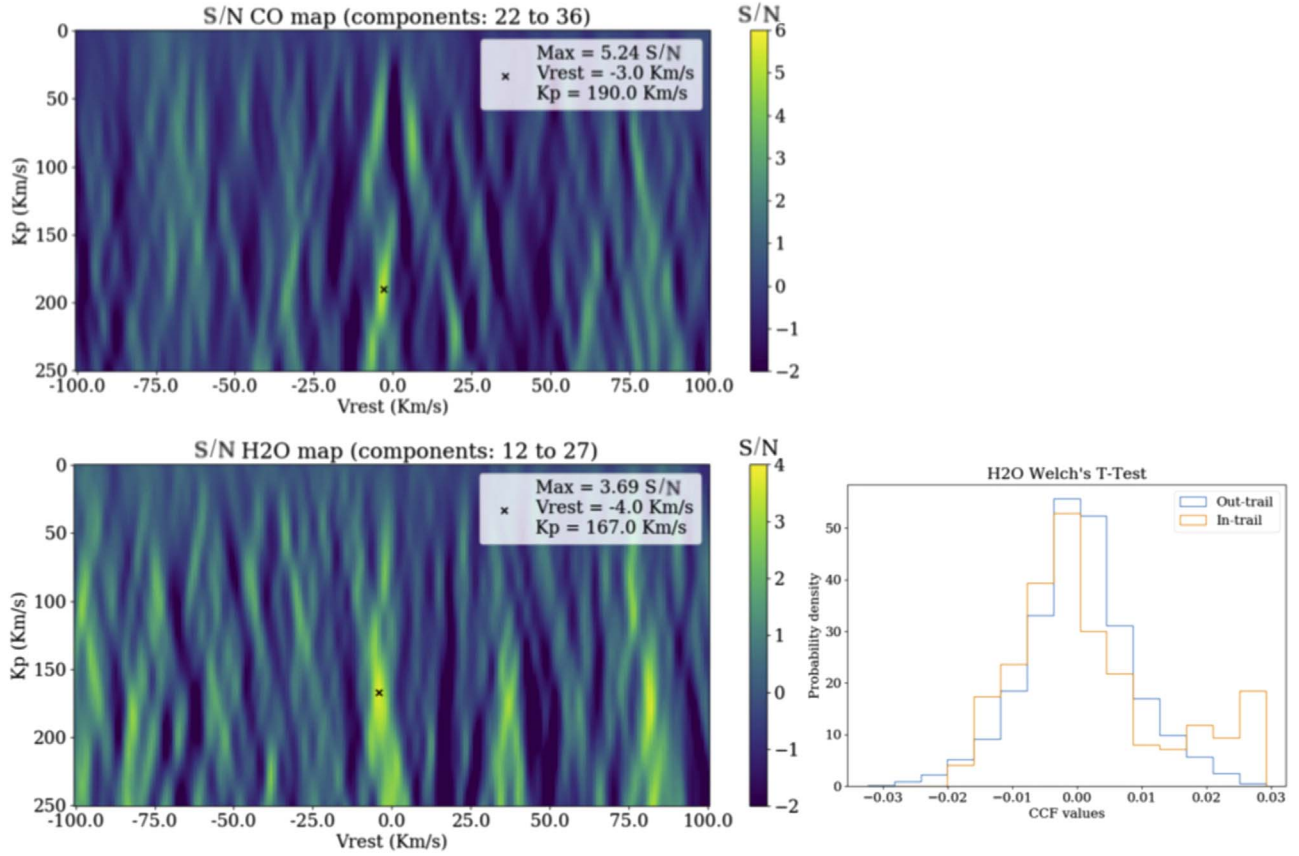 S/N CO map (components: 22 to 36)
S/N
Max = 5.24 S/N
Vrest = -3.0 Km/s
Kp = 190.0 Km/s
0
50
100
150
200
250
Kp (Km/s)
-100.0 -75.0 -50.0 -25.0 0.0 25.0 50.0 75.0 100.0
Vrest (Km/s)
6
5
4
3
2
1
0
−1
−2
S/N H2O map (components: 12 to 27)
S/N
Max = 3.69 S/N
Vrest = -4.0 Km/s
Kp = 167.0 Km/s
0
50
100
150
200
250
Kp (Km/s)
-100.0 -75.0 -50.0 -25.0 0.0 25.0 50.0 75.0 100.0
Vrest (Km/s)
4
3
2
1
0
−1
−2
H2O Welch's T-Test
Out-trail
In-trail
50
40
30
20
10
0
Probability density
−0.03 −0.02 −0.01 0.00 0.01 0.02 0.03
CCF values